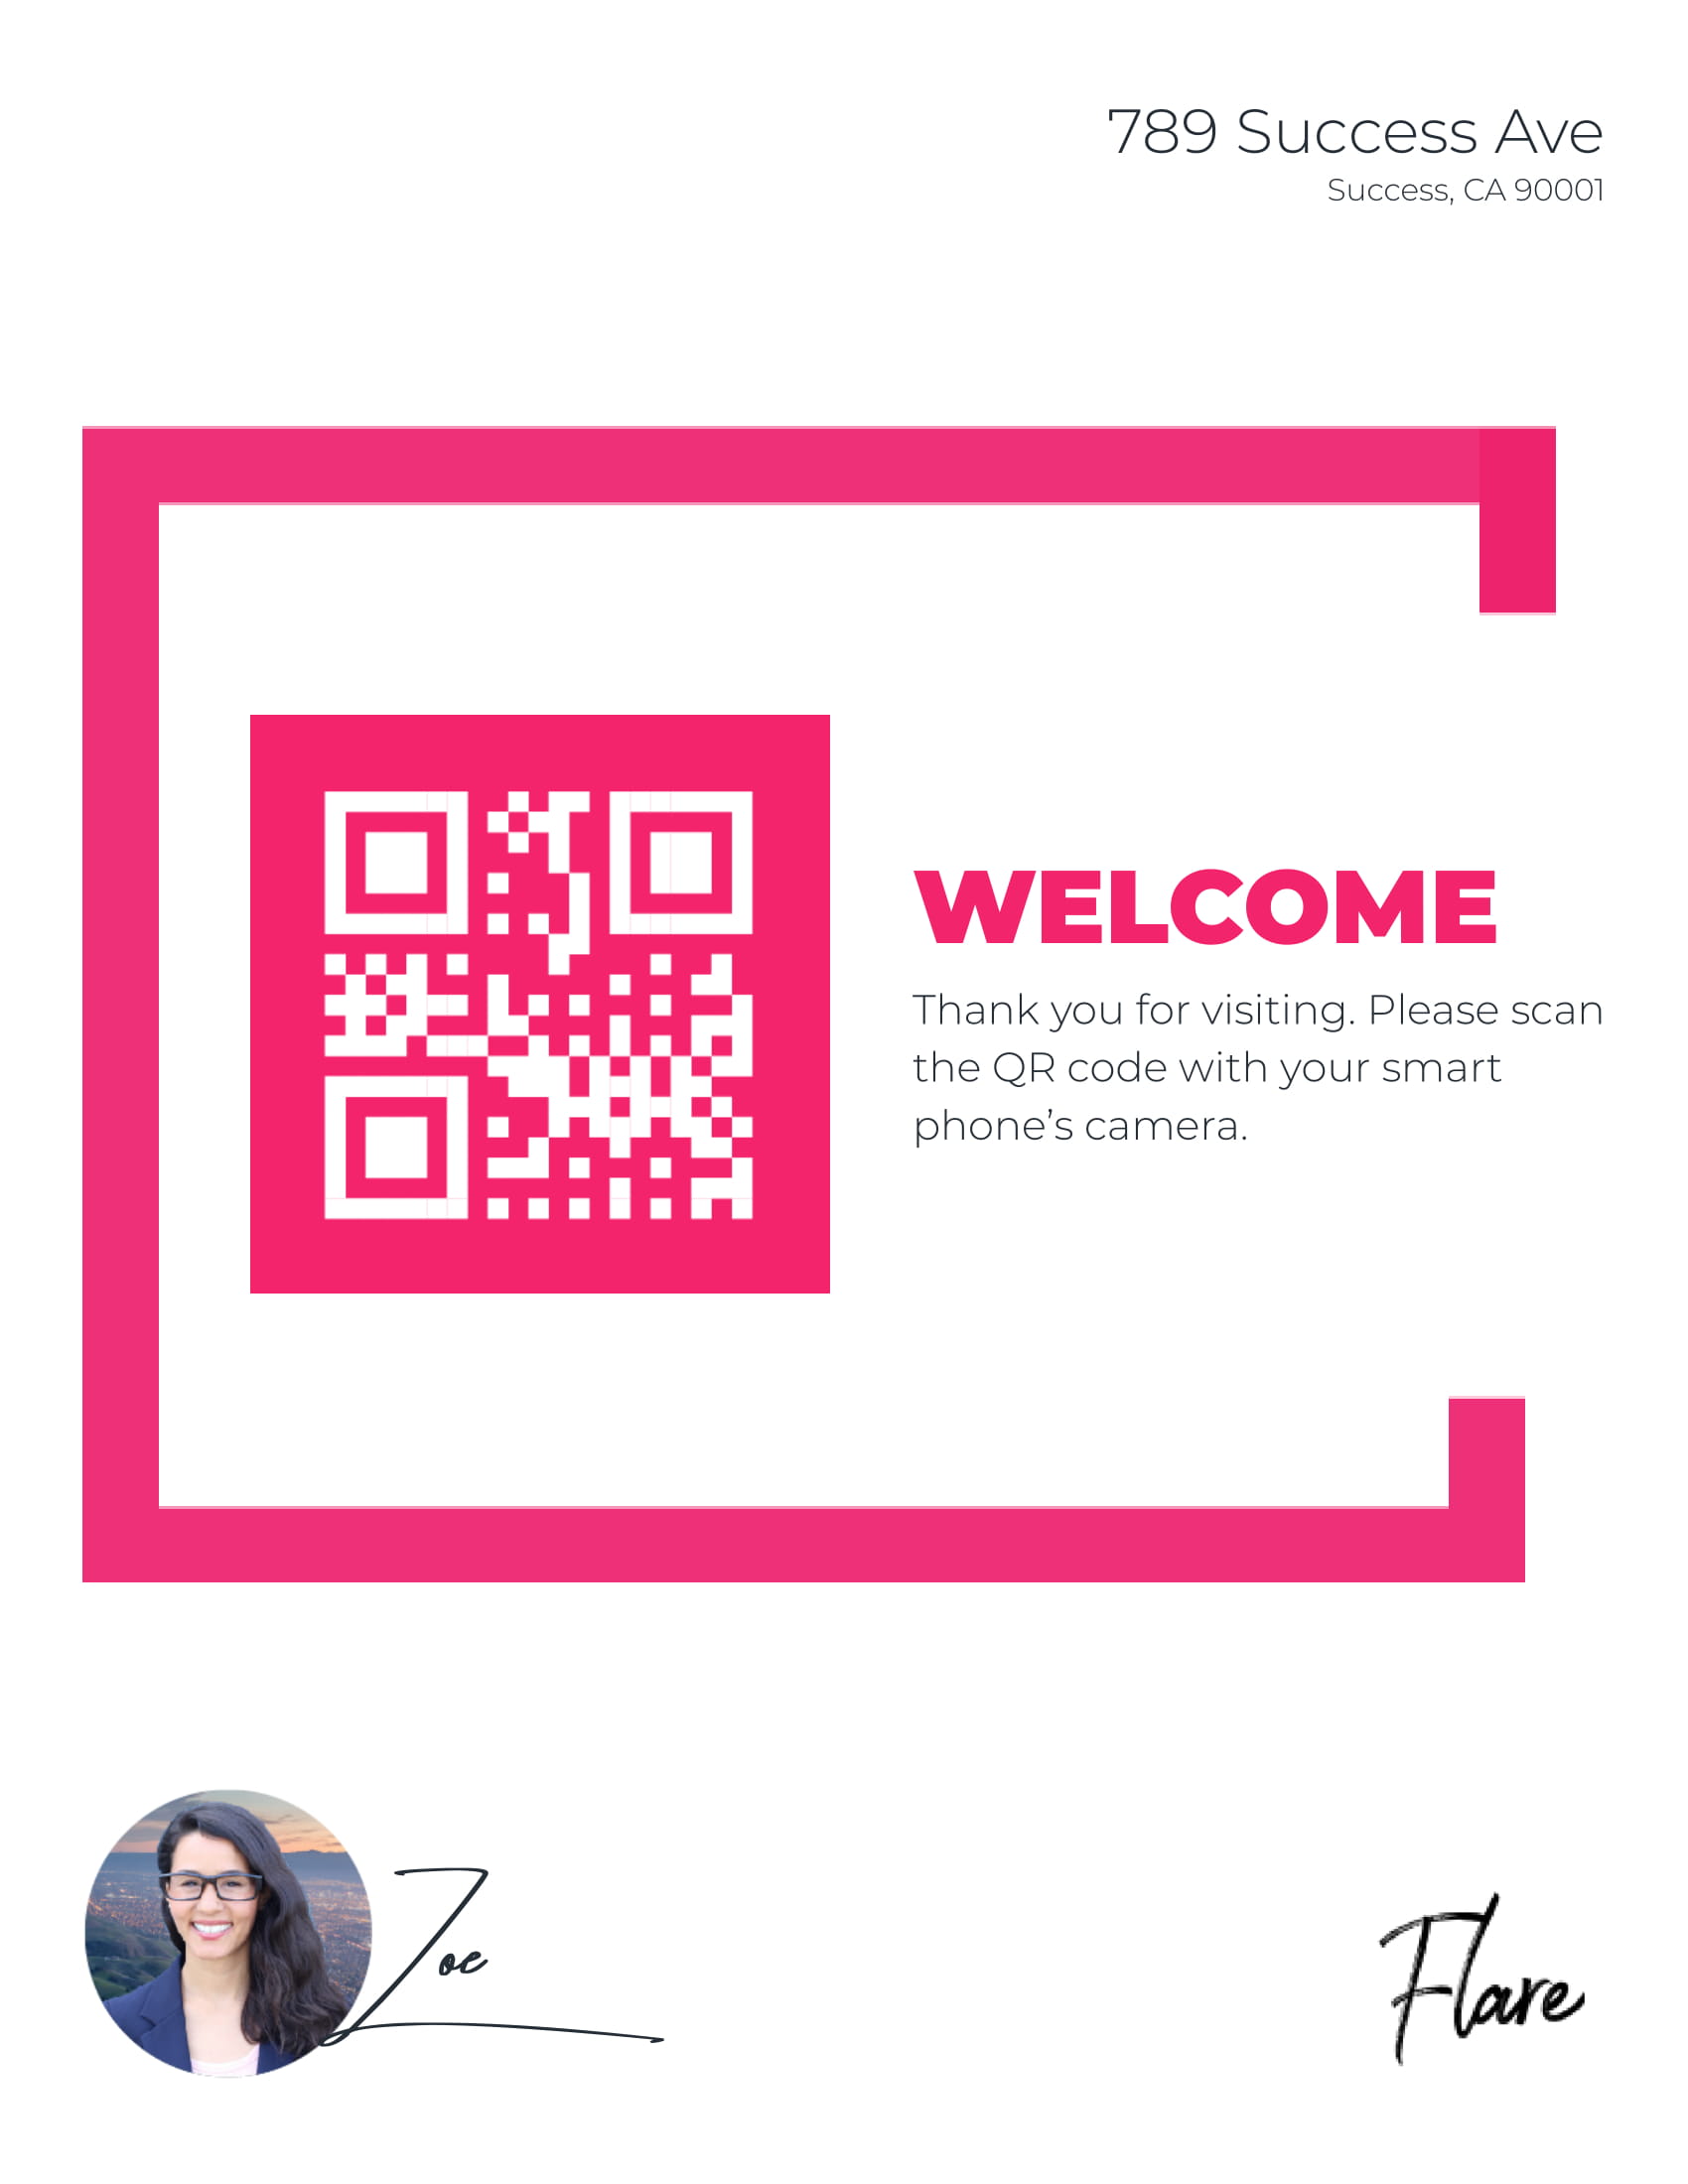 789 Success Ave
Success, CA 90001
WELCOME
Thank you for visiting. Please scan
the QR code with your smart
phone’s camera.
Zoe
Flare